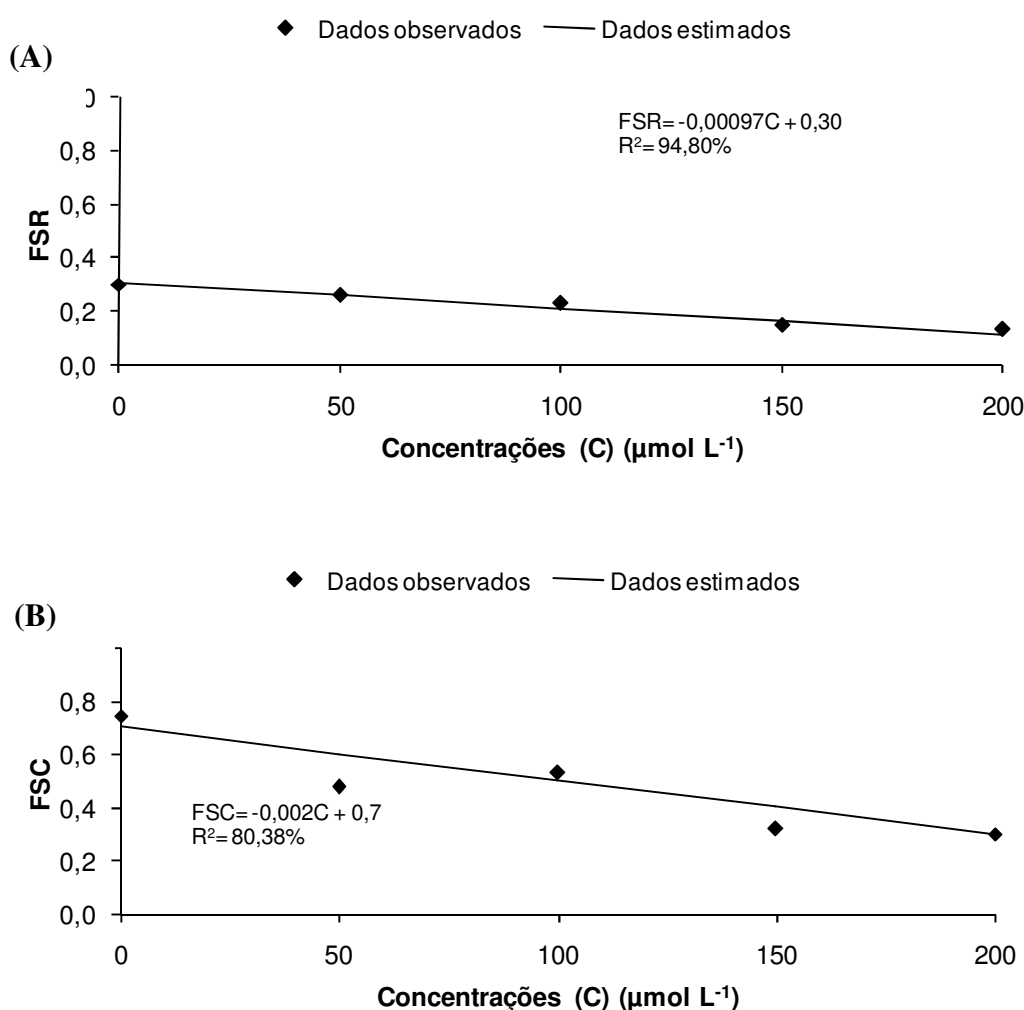 Dados observados Dados estimados
(A)
FSR=-0,00097C + 0,30
R²=94,80%
0,8
0,6
0,4
0,2
0,0
FSR
0 50 100 150 200
Concentrações (C) (µmol L⁻¹)
Dados observados Dados estimados
(B)
0,8
0,6
0,4
0,2
0,0
FSC
FSC=-0,002C + 0,7
R²=80,38%
0 50 100 150 200
Concentrações (C) (µmol L⁻¹)